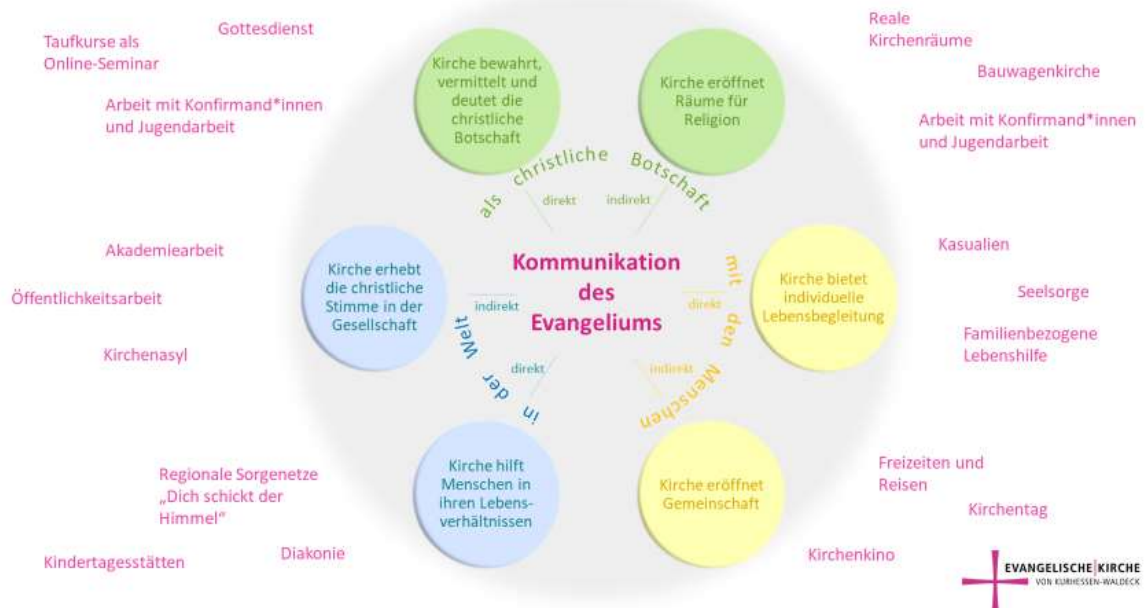 Gottesdienst
Taufkurse als
Online-Seminar
Arbeit mit Konfirmand*innen
und Jugendarbeit
Kirche bewahrt,
vermittelt und
deutet die
christliche
Botschaft
Kirche eröffnet
Räume für
Religion
Reale
Kirchenräume
Bauwagenkirche
Arbeit mit Konfirmand*innen
und Jugendarbeit
als christliche Botschaft
direkt
indirekt
Akademiearbeit
Öffentlichkeitsarbeit
Kirchenasyl
Kirche erhebt
die christliche
Stimme in der
Gesellschaft
indirekt
direkt
in der Welt
Kommunikation
des
Evangeliums
mit den Menschen
direkt
indirekt
Kirche bietet
individuelle
Lebensbegleitung
Kasualien
Seelsorge
Familienbezogene
Lebenshilfe
Regionale Sorgenetze
„Dich schickt der
Himmel“
Kindertagesstätten
Diakonie
Kirche hilft
Menschen in
ihren Lebens-
verhältnissen
Kirche eröffnet
Gemeinschaft
Freizeiten und
Reisen
Kirchentag
Kirchenkino
EVANGELISCHE KIRCHE
VON KURHESSEN-WALDECK